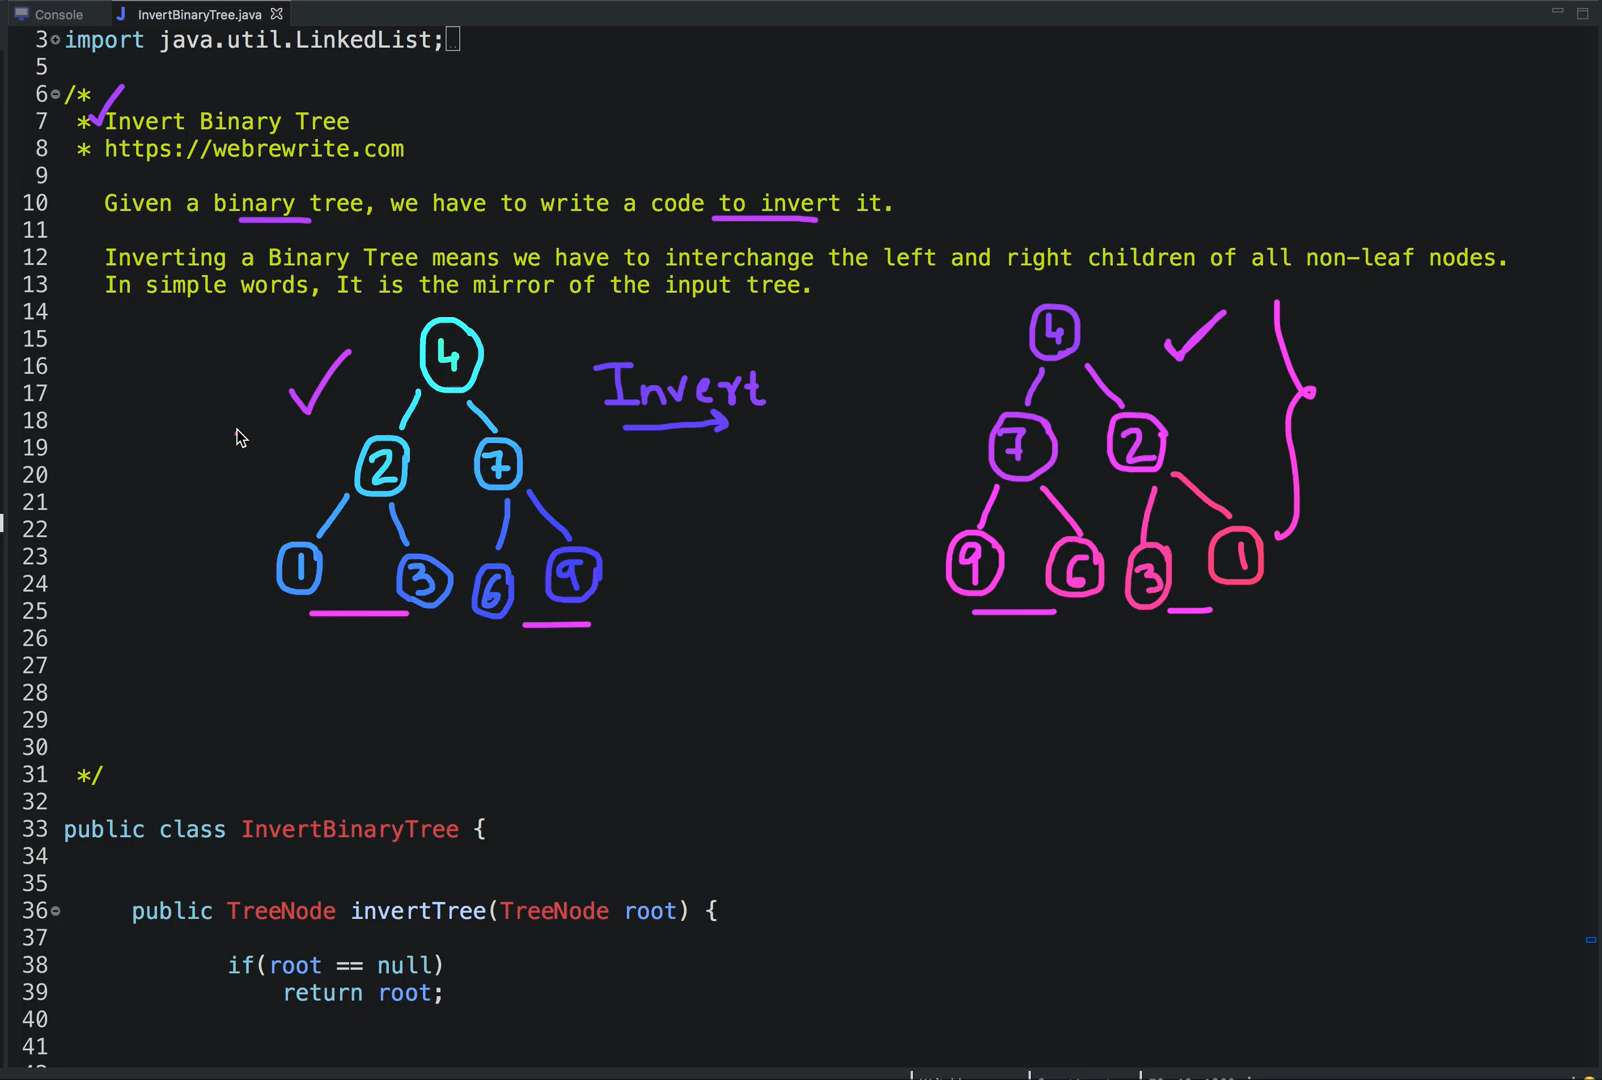 Console InvertBinaryTree.java
3 import java.util.LinkedList;
5
6 /*
7 * Invert Binary Tree
8 * https://webrewrite.com
9
10 Given a binary tree, we have to write a code to invert it.
11
12 Inverting a Binary Tree means we have to interchange the left and right children of all non-leaf nodes.
13 In simple words, It is the mirror of the input tree.
14
15
16
17
18
19
20
21
22
23
24
25
26
27
28
29
30
31 */
32
33 public class InvertBinaryTree {
34
35
36 public TreeNode invertTree(TreeNode root) {
37
38 if(root == null)
39 return root;
40
41
4
2 7
1 3 6 9
Invert
4
7 2
9 6 3 1